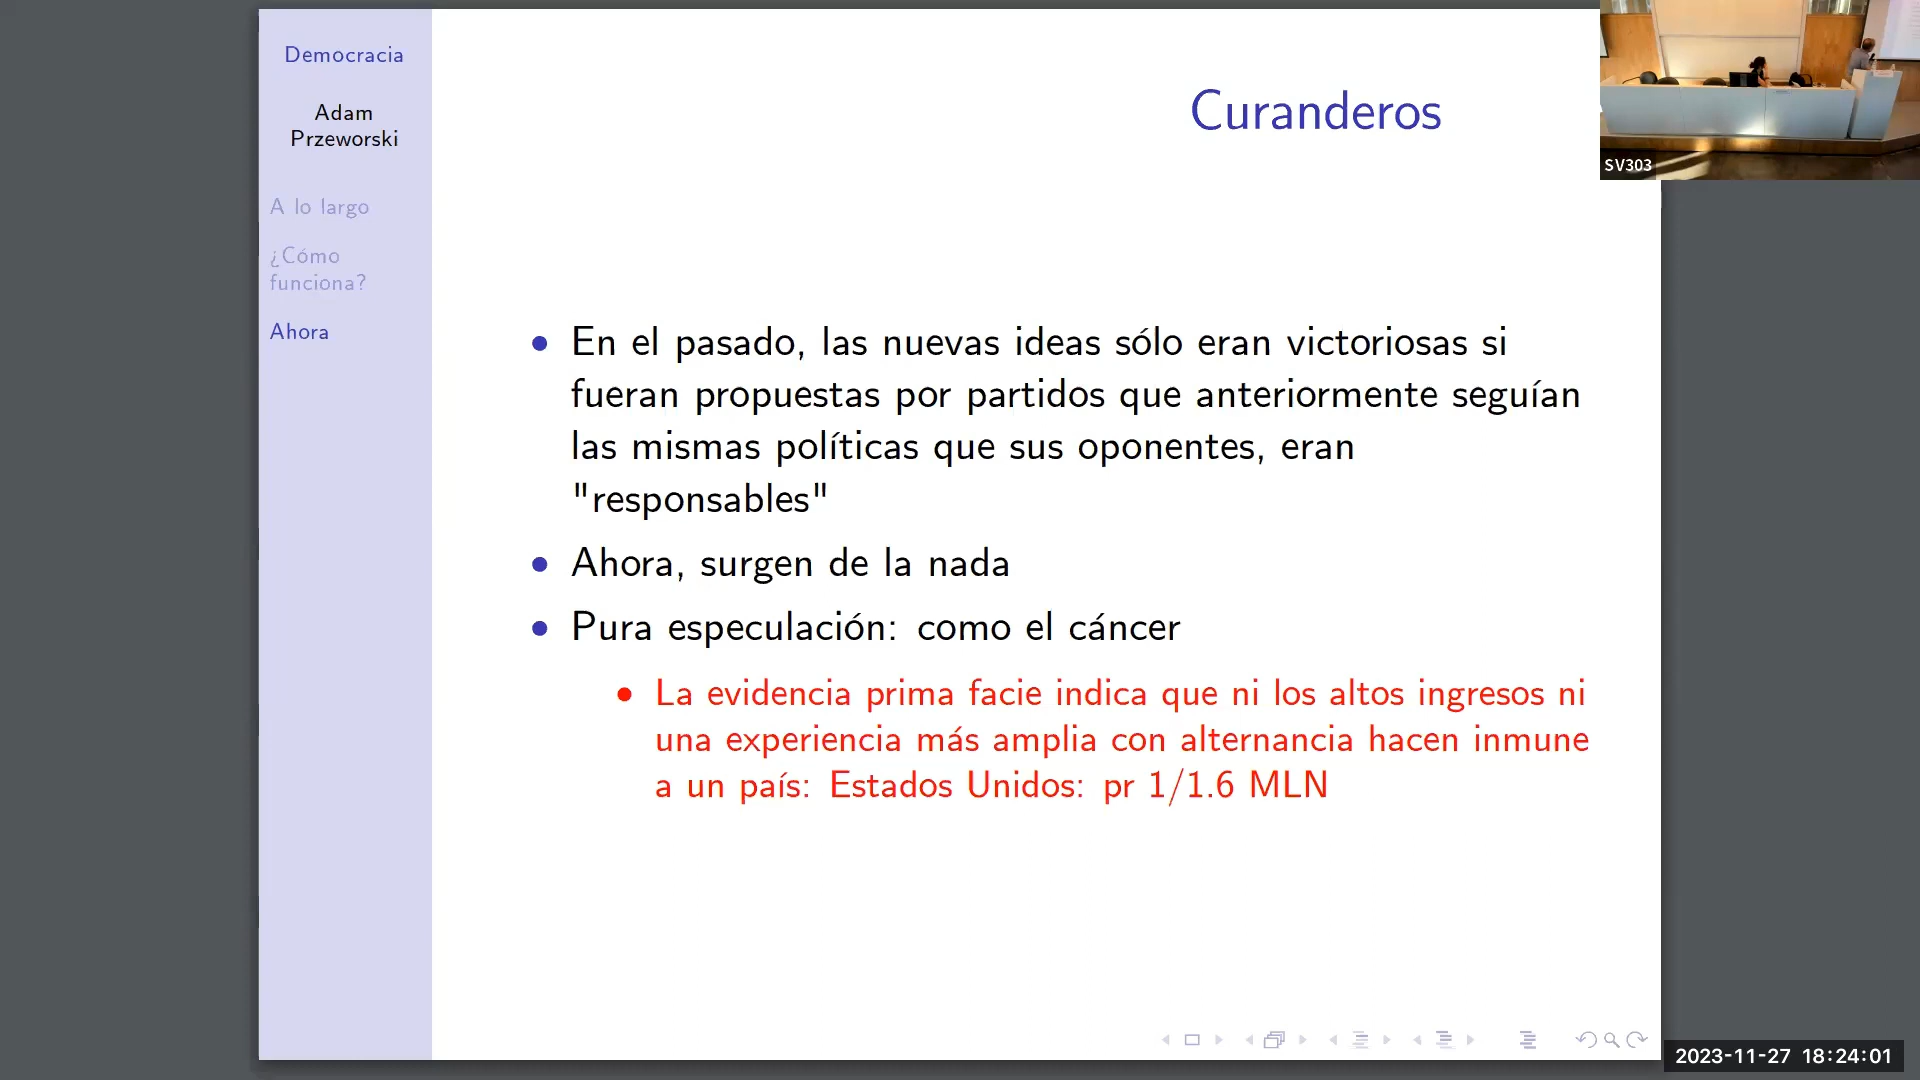 Democracia
Adam
Przeworski
A lo largo
¿Cómo
funciona?
Ahora
Curanderos
En el pasado, las nuevas ideas sólo eran victoriosas si
fueran propuestas por partidos que anteriormente seguían
las mismas políticas que sus oponentes, eran
"responsables"
Ahora, surgen de la nada
Pura especulación: como el cáncer
La evidencia prima facie indica que ni los altos ingresos ni
una experiencia más amplia con alternancia hacen inmune
a un país: Estados Unidos: pr 1/1.6 MLN
SV303
2023-11-27 18:24:01